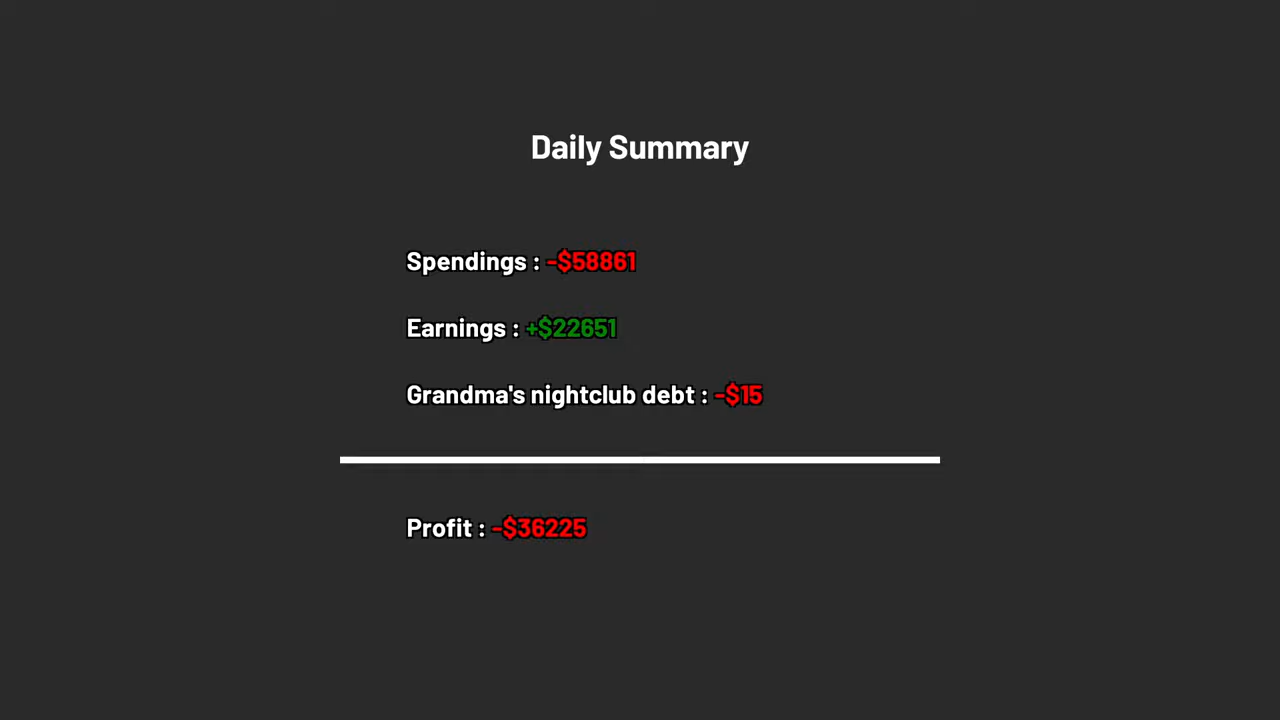 Daily Summary
Spendings : -$58861
Earnings : +$22651
Grandma's nightclub debt : -$15
Profit : -$36225